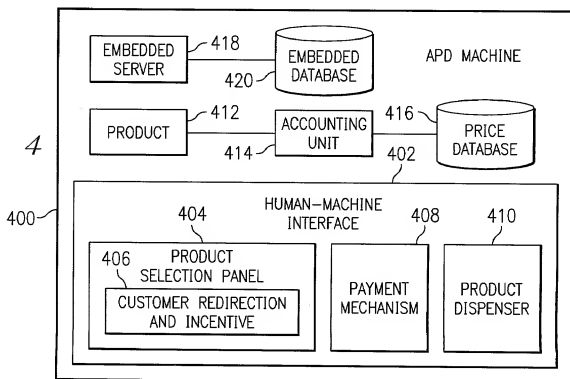 EMBEDDED
SERVER
418
420
EMBEDDED
DATABASE
APD MACHINE
PRODUCT
412
414
ACCOUNTING
UNIT
416
PRICE
DATABASE
4
400
402
HUMAN-MACHINE
INTERFACE
404
PRODUCT
SELECTION PANEL
406
CUSTOMER REDIRECTION
AND INCENTIVE
408
PAYMENT
MECHANISM
410
PRODUCT
DISPENSER